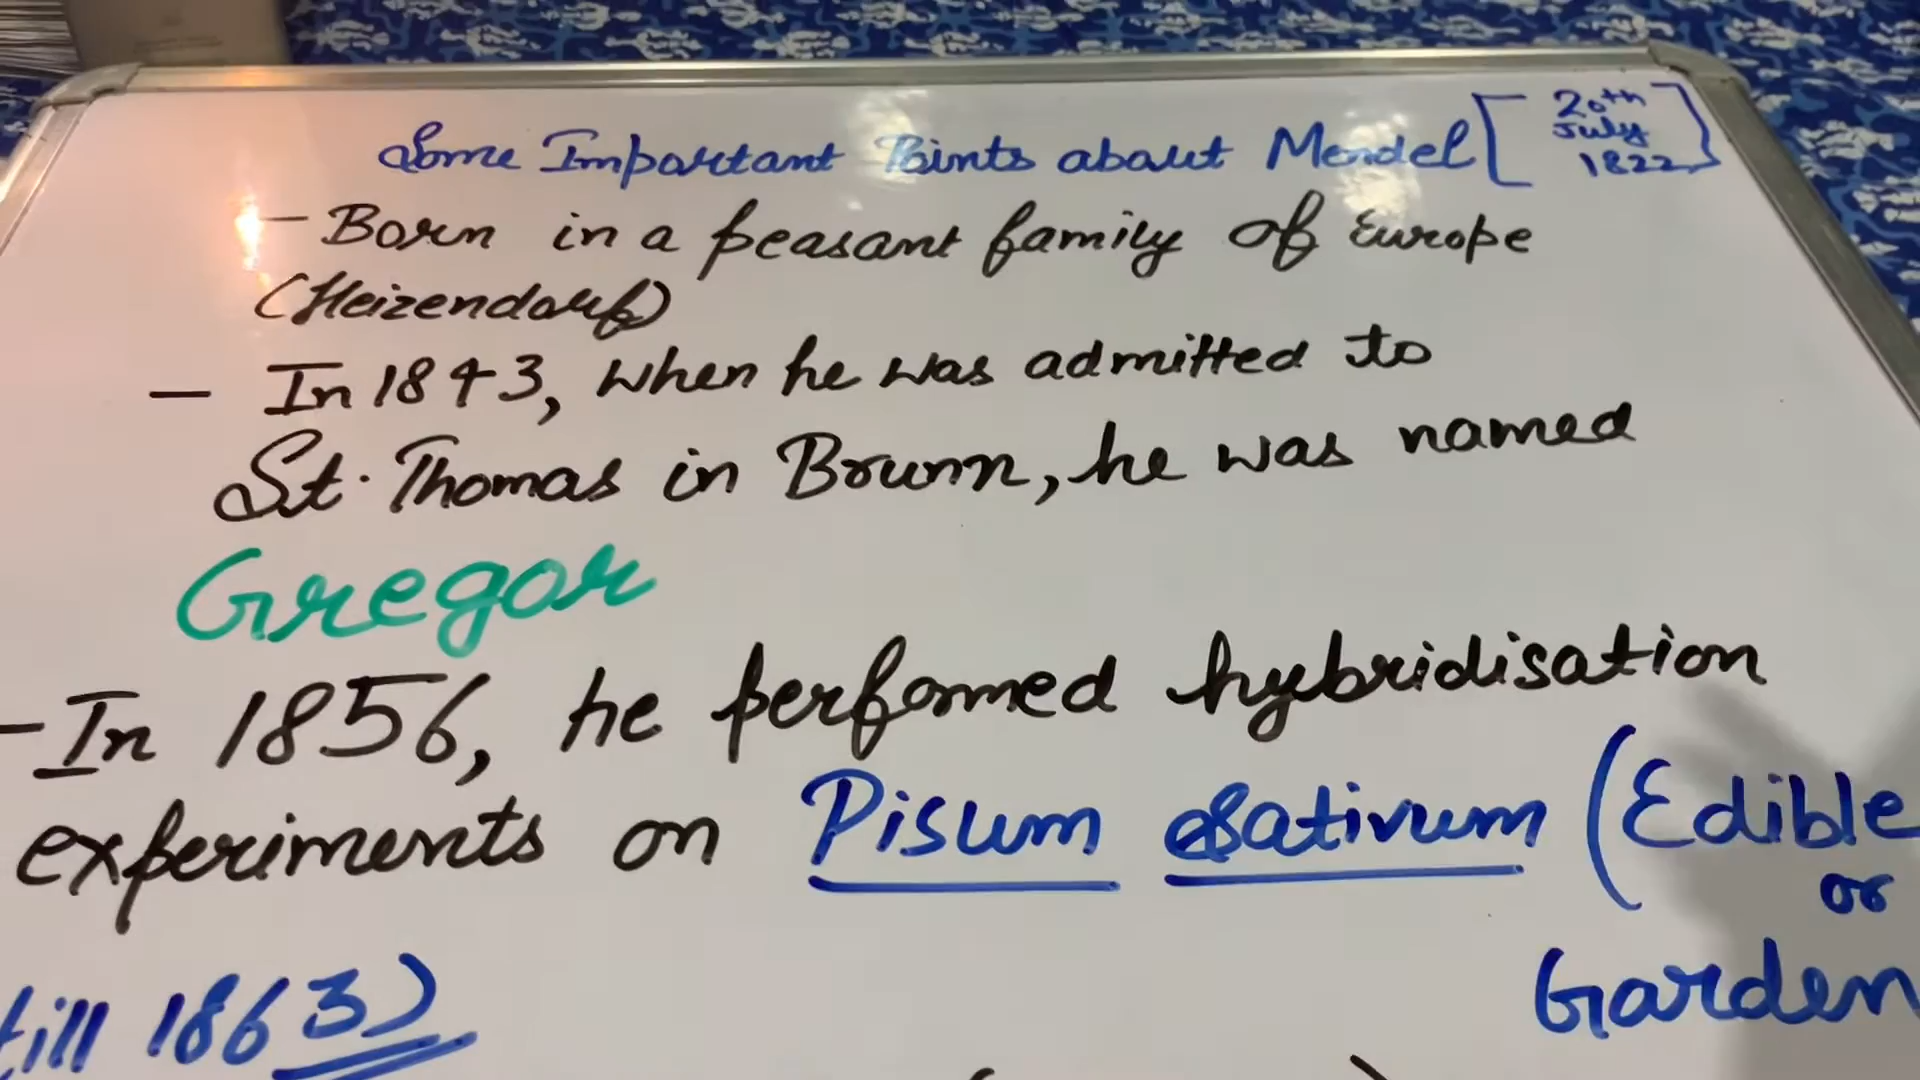 Some Important Points about Mendel [20th July 1822]
- Born in a peasant family of Europe
(Heizendorf)
- In 1843, when he was admitted to
St. Thomas in Brunn, he was named
Gregor
- In 1856, he performed hybridisation
experiments on Pisum sativum (Edible
or
till 1863)
Garden